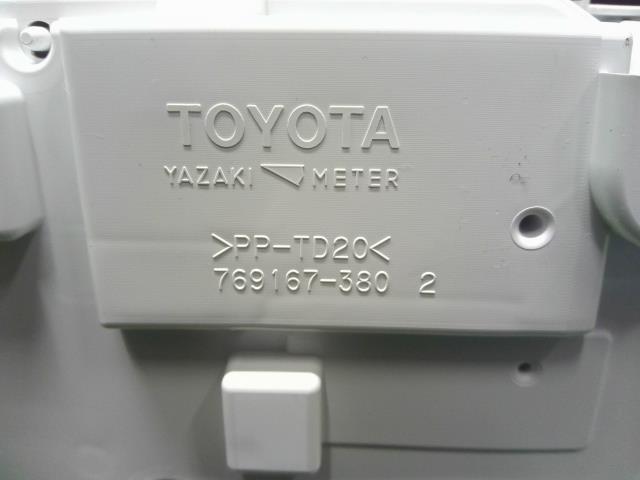 TOYOTA
YAZAKI METER
>PP-TD20<
769167-380 2